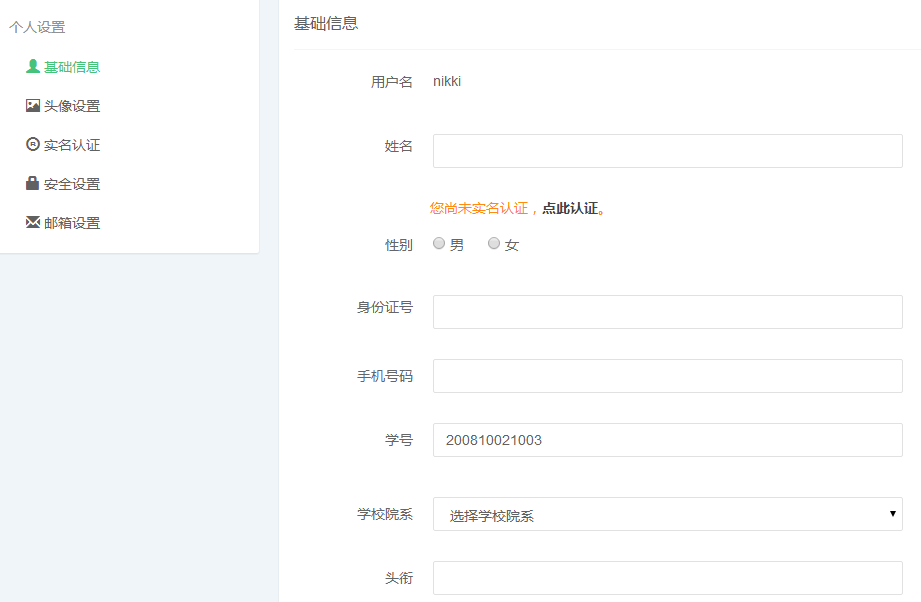 个人设置
基础信息
头像设置
实名认证
安全设置
邮箱设置
基础信息
用户名 nikki
姓名
您尚未实名认证，点此认证。
性别 男 女
身份证号
手机号码
学号 200810021003
学校院系 选择学校院系
头衔